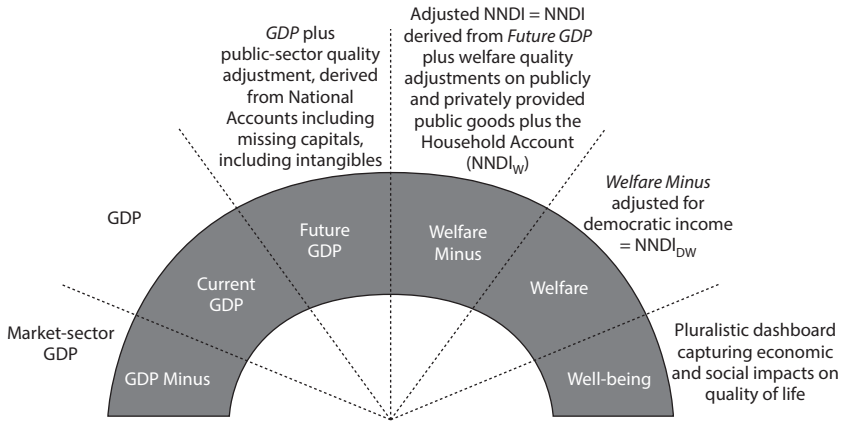 Market-sector
GDP
GDP Minus
GDP
Current
GDP
GDP plus
public-sector quality
adjustment, derived
from National
Accounts including
missing capitals,
including intangibles
Future
GDP
Adjusted NNDI = NNDI
derived from Future GDP
plus welfare quality
adjustments on publicly
and privately provided
public goods plus the
Household Account
(NNDI_W)
Welfare
Minus
Welfare Minus
adjusted for
democratic income
= NNDI_DW
Welfare
Pluralistic dashboard
capturing economic
and social impacts on
quality of life
Well-being